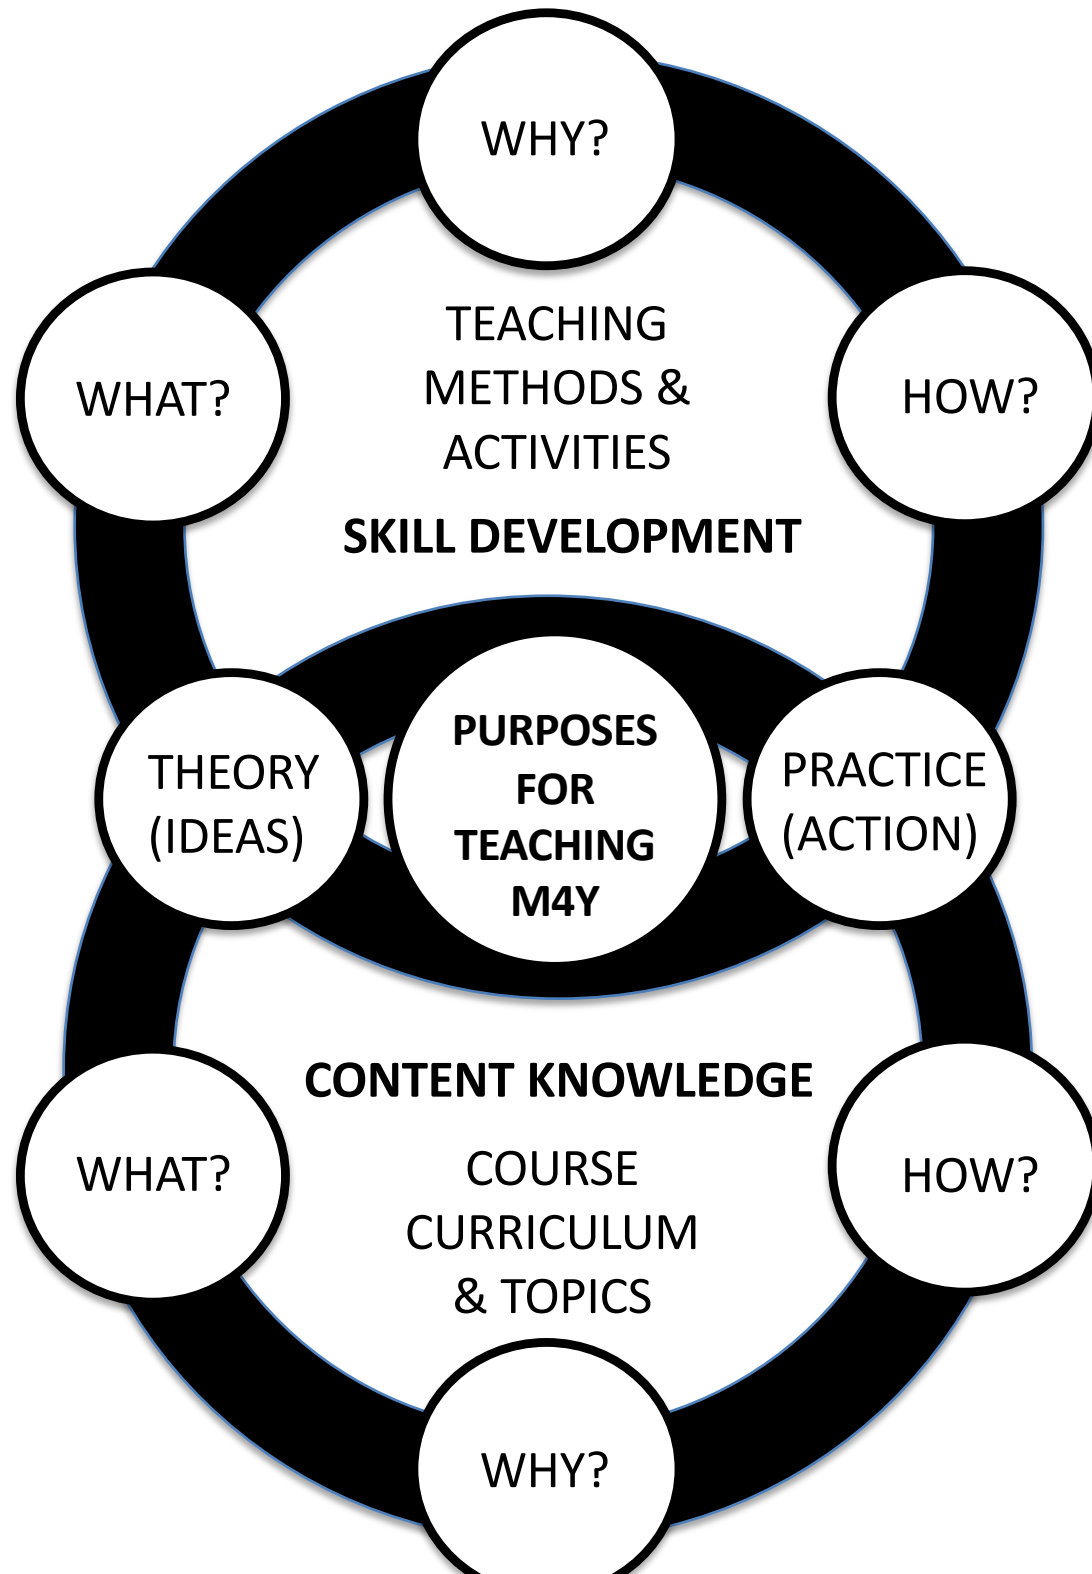 WHY?
WHAT?
HOW?
TEACHING
METHODS &
ACTIVITIES
SKILL DEVELOPMENT
THEORY
(IDEAS)
PURPOSES
FOR
TEACHING
M4Y
PRACTICE
(ACTION)
CONTENT KNOWLEDGE
WHAT?
HOW?
COURSE
CURRICULUM
& TOPICS
WHY?